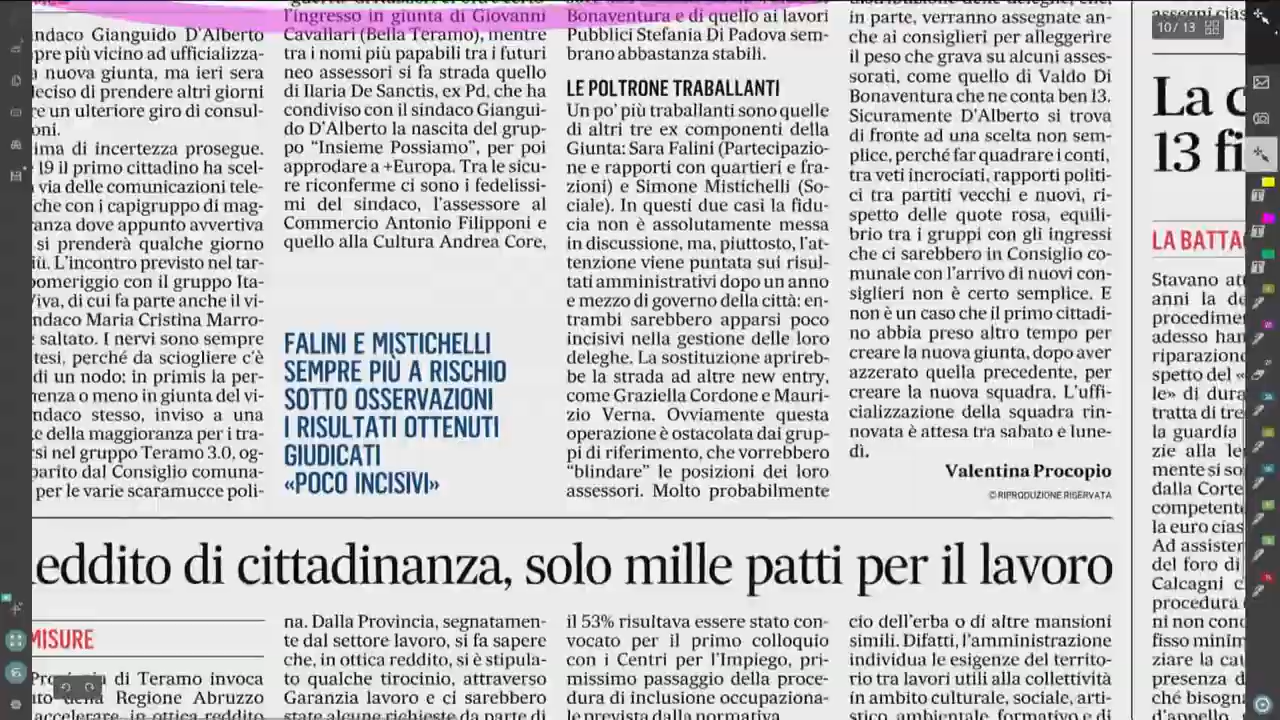 ndaco Gianguido D'Alberto
pre più vicino ad ufficializza-
a nuova giunta, ma ieri sera
deciso di prendere altri giorni
re un ulteriore giro di consul-
oni.
ima di incertezza prosegue.
19 il primo cittadino ha scel-
via delle comunicazioni tele-
che con i capigruppo di mag-
anza dove appunto avvertiva
si prenderà qualche giorno
iù. L'incontro previsto nel tar-
pomeriggio con il gruppo Ita-
Viva, di cui fa parte anche il vi-
ndaco Maria Cristina Marro-
saltato. I nervi sono sempre
tesi, perché da sciogliere c'è
di un nodo: in primis la per-
nenza o meno in giunta del vi-
ndaco stesso, inviso a una
e della maggioranza per i tra-
si nel gruppo Teramo 3.0, og-
parito dal Consiglio comuna-
per le varie scaramucce poli-
l'ingresso in giunta di Giovanni
Cavallari (Bella Teramo), mentre
tra i nomi più papabili tra i futuri
neo assessori si fa strada quello
di Ilaria De Sanctis, ex Pd, che ha
condiviso con il sindaco Giangui-
do D'Alberto la nascita del grup-
po “Insieme Possiamo”, per poi
approdare a +Europa. Tra le sicu-
re riconferme ci sono i fedelissi-
mi del sindaco, l'assessore al
Commercio Antonio Filipponi e
quello alla Cultura Andrea Core,
FALINI E MISTICHELLI
SEMPRE PIÙ A RISCHIO
SOTTO OSSERVAZIONI
I RISULTATI OTTENUTI
GIUDICATI
«POCO INCISIVI»
Bonaventura e di quello ai lavori
Pubblici Stefania Di Padova sem-
brano abbastanza stabili.
LE POLTRONE TRABALLANTI
Un po' più traballanti sono quelle
di altri tre ex componenti della
Giunta: Sara Falini (Partecipazio-
ne e rapporti con quartieri e fra-
zioni) e Simone Mistichelli (So-
ciale). In questi due casi la fidu-
cia non è assolutamente messa
in discussione, ma, piuttosto, l'at-
tenzione viene puntata sui risul-
tati amministrativi dopo un anno
e mezzo di governo della città: en-
trambi sarebbero apparsi poco
incisivi nella gestione delle loro
deleghe. La sostituzione aprireb-
be la strada ad altre new entry,
come Graziella Cordone e Mauri-
zio Verna. Ovviamente questa
operazione è ostacolata dai grup-
pi di riferimento, che vorrebbero
“blindare” le posizioni dei loro
assessori. Molto probabilmente
in parte, verranno assegnate an-
che ai consiglieri per alleggerire
il peso che grava su alcuni asses-
sorati, come quello di Valdo Di
Bonaventura che ne conta ben 13.
Sicuramente D'Alberto si trova
di fronte ad una scelta non sem-
plice, perché far quadrare i conti,
tra veti incrociati, rapporti politi-
ci tra partiti vecchi e nuovi, ri-
spetto delle quote rosa, equili-
brio tra i gruppi con gli ingressi
che ci sarebbero in Consiglio co-
munale con l'arrivo di nuovi con-
siglieri non è certo semplice. E
non è un caso che il primo cittadi-
no abbia preso altro tempo per
creare la nuova giunta, dopo aver
azzerato quella precedente, per
creare la nuova squadra. L'uffi-
cializzazione della squadra rin-
novata è attesa tra sabato e lune-
dì.
Valentina Procopio
©RIPRODUZIONE RISERVATA
10/13
La c
13 fi
LA BATTA
Stavano att
anni la de
procedimen
adesso han
riparazione
spetto del «
le» di dura
tratta di tre
la guardia
zie alla le
mente si so
dalla Corte
competente
la euro cias
Ad assister
del foro di
Calcagni c
procedura
ni non cono
fisso minim
ziare la cau
presenza d
ché bisogn
d'appello
eddito di cittadinanza, solo mille patti per il lavoro
MISURE
Provincia di Teramo invoca
Regione Abruzzo
accelerare, in ottica reddito
na. Dalla Provincia, segnatamen-
te dal settore lavoro, si fa sapere
che, in ottica reddito, si è stipula-
to qualche tirocinio, attraverso
Garanzia lavoro e ci sarebbero
state alcune richieste da parte di
il 53% risultava essere stato con-
vocato per il primo colloquio
con i Centri per l'Impiego, pri-
missimo passaggio della proce-
dura di inclusione occupaziona-
le prevista dalla normativa.
cio dell'erba o di altre mansioni
simili. Difatti, l'amministrazione
individua le esigenze del territo-
rio tra lavori utili alla collettività
in ambito culturale, sociale, arti-
stico, ambientale, formativo e di